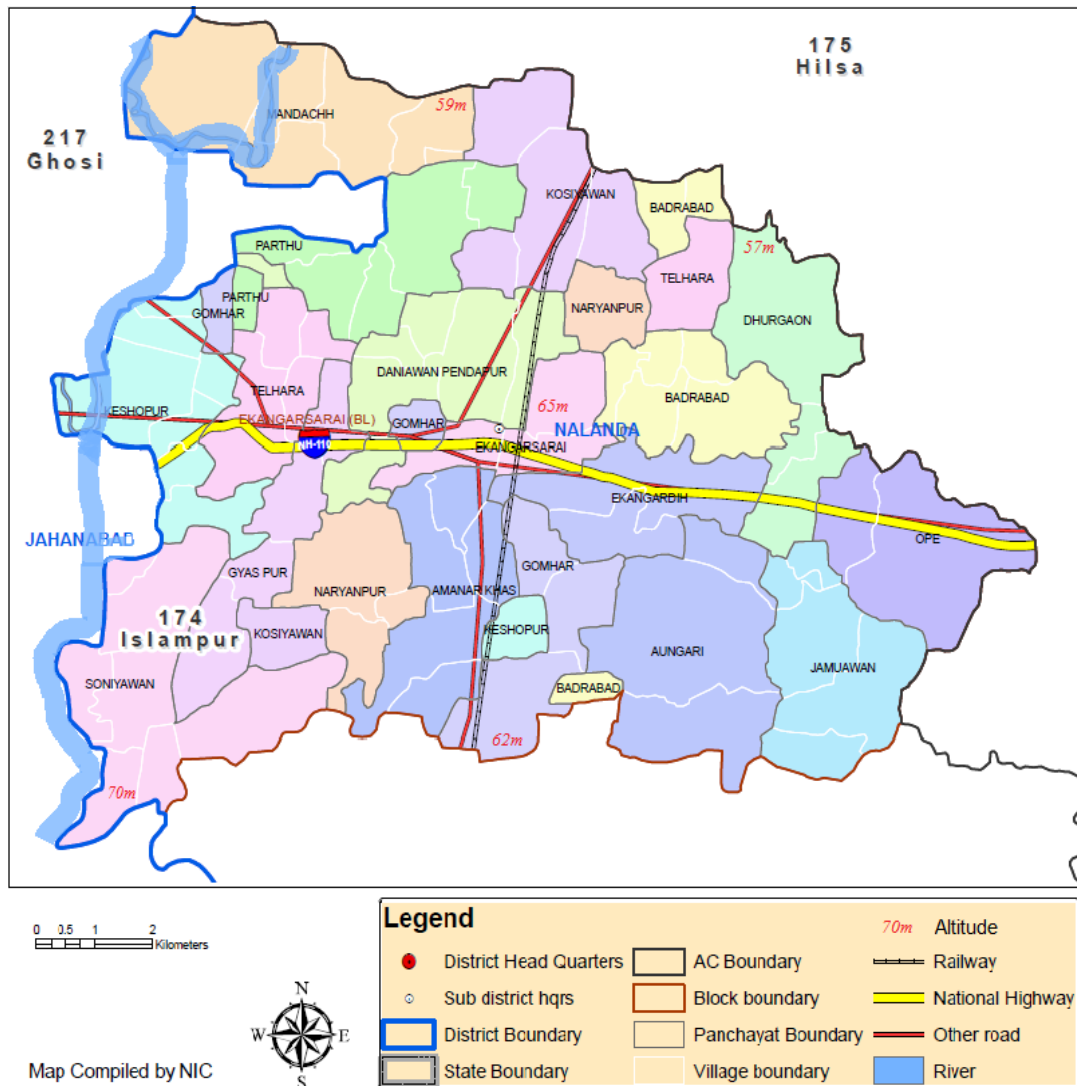 175
Hilsa
59m
MANDACHH
217
Ghosi
KOSIYAWAN
BADRABAD
PARTHU
57m
TELHARA
PARTHU
GOMHAR
NARYANPUR
DHURGAON
DANIAWAN PENDAPUR
TELHARA
BADRABAD
KESHOPUR
65m
EKANGARSARAI (BL)
GOMHAR
NALANDA
NH-110
EKANGARSARAI
EKANGARDIH
JAHANABAD
OPE
GYAS PUR
GOMHAR
NARYANPUR
AMANAR KHAS
174
Islampur
KOSIYAWAN
KESHOPUR
AUNGARI
JAMUAWAN
SONIYAWAN
BADRABAD
62m
70m
0 0.5 1 2
Kilometers
N
W E
S
Map Compiled by NIC
Legend
District Head Quarters
Sub district hqrs
District Boundary
State Boundary
AC Boundary
Block boundary
Panchayat Boundary
Village boundary
70m Altitude
Railway
National Highway
Other road
River